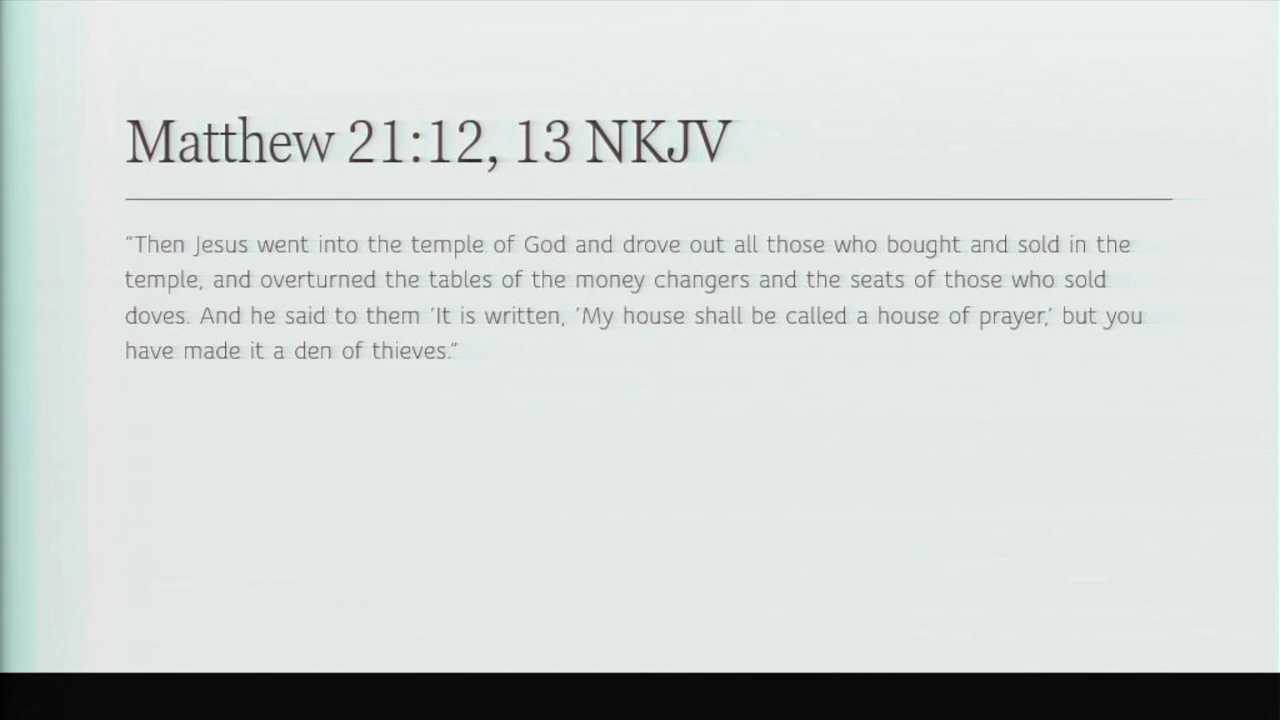 Matthew 21:12, 13 NKJV
“Then Jesus went into the temple of God and drove out all those who bought and sold in the
temple, and overturned the tables of the money changers and the seats of those who sold
doves. And he said to them ‘It is written, ‘My house shall be called a house of prayer,’ but you
have made it a den of thieves.”